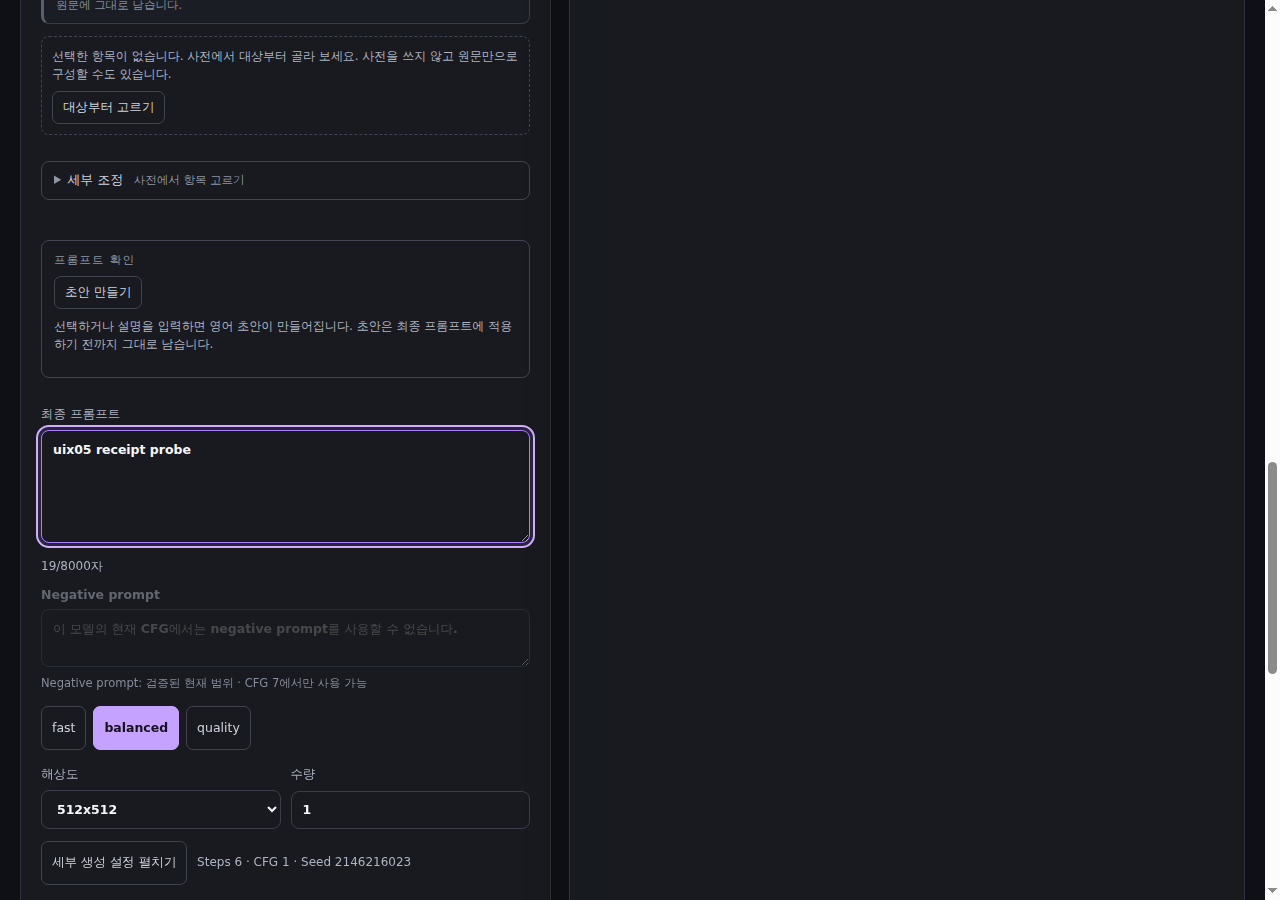 원문에 그대로 남습니다.
선택한 항목이 없습니다. 사전에서 대상부터 골라 보세요. 사전을 쓰지 않고 원문만으로
구성할 수도 있습니다.
대상부터 고르기
세부 조정 사전에서 항목 고르기
프롬프트 확인
초안 만들기
선택하거나 설명을 입력하면 영어 초안이 만들어집니다. 초안은 최종 프롬프트에 적용
하기 전까지 그대로 남습니다.
최종 프롬프트
uix05 receipt probe
19/8000자
Negative prompt
이 모델의 현재 CFG에서는 negative prompt를 사용할 수 없습니다.
Negative prompt: 검증된 현재 범위 · CFG 7에서만 사용 가능
fast balanced quality
해상도 수량
512x512 1
세부 생성 설정 펼치기 Steps 6 · CFG 1 · Seed 2146216023